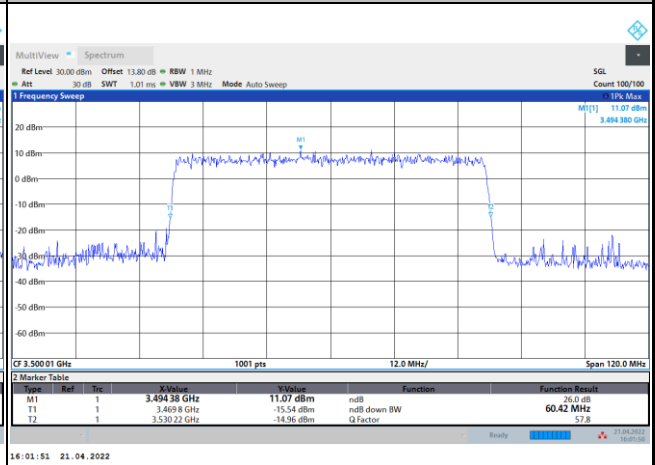 MultiView Spectrum
Ref Level 30.00 dBm Offset 13.80 dB RBW 1 MHz SGL
Att 30 dB SWT 1.01 ms VBW 3 MHz Mode Auto Sweep Count 100/100
1 Frequency Sweep 1Pk Max
M1[1] 11.07 dBm
3.494 380 GHz
20 dBm
M1
10 dBm
0 dBm
-10 dBm
T1
T2
-20 dBm
-30 dBm
-40 dBm
-50 dBm
-60 dBm
CF 3.500 01 GHz 1001 pts 12.0 MHz/ Span 120.0 MHz
2 Marker Table
Type Ref Trc X-Value Y-Value Function Function Result
M1 1 3.494 38 GHz 11.07 dBm ndB 26.0 dB
T1 1 3.469 8 GHz -15.54 dBm ndB down BW 60.42 MHz
T2 1 3.530 22 GHz -14.96 dBm Q Factor 57.8
Ready 21.04.2022
16:01:50
16:01:51 21.04.2022